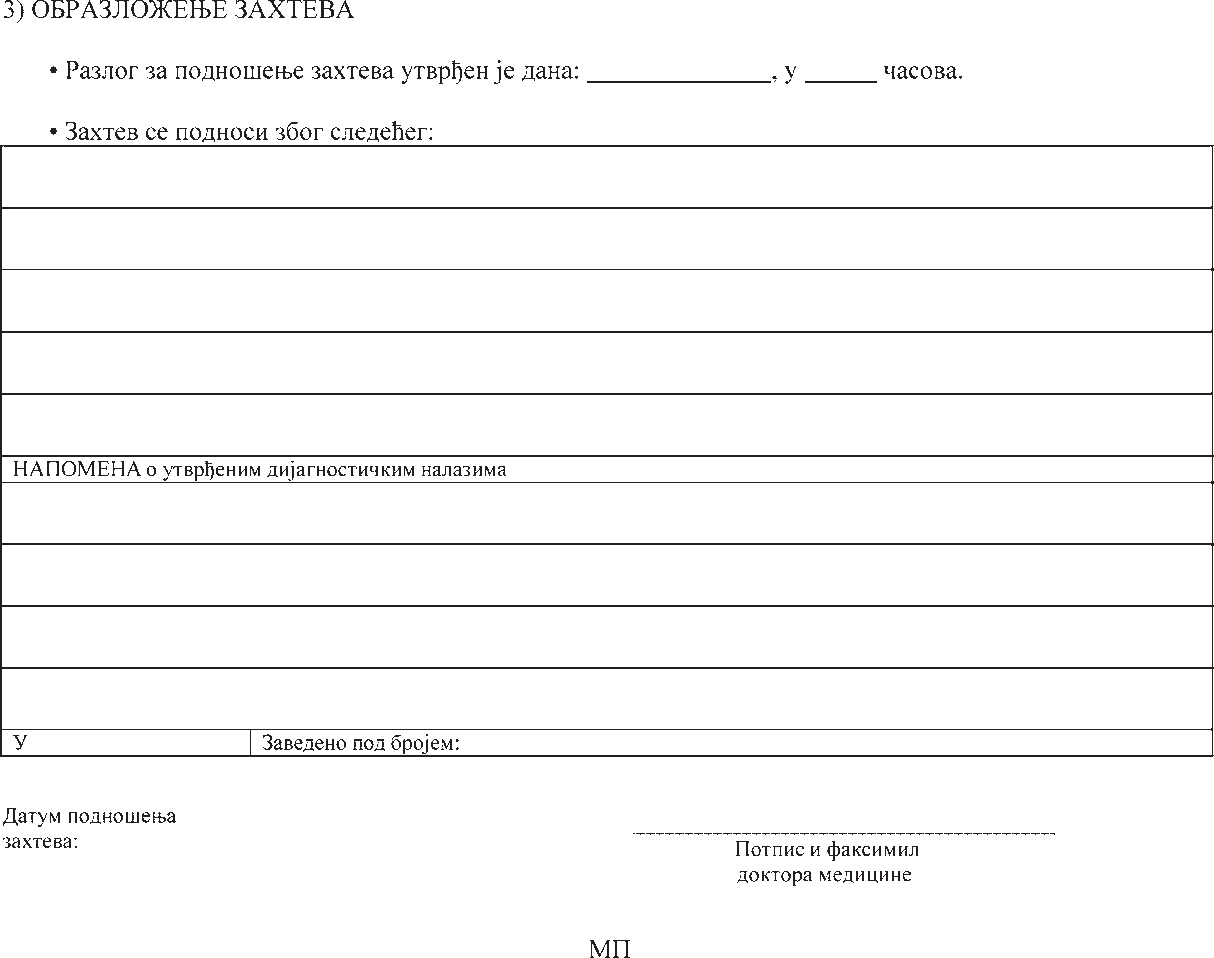 3) ОБРАЗЛОЖЕЊЕ ЗАХТЕВА
• Разлог за подношење захтева утврђен је дана: ______________, у ______ часова.
• Захтев се подноси због следећег:
НАПОМЕНА о утврђеним дијагностичким налазима
У Заведено под бројем:
Датум подношења
захтева:
Потпис и факсимил
доктора медицине
МП